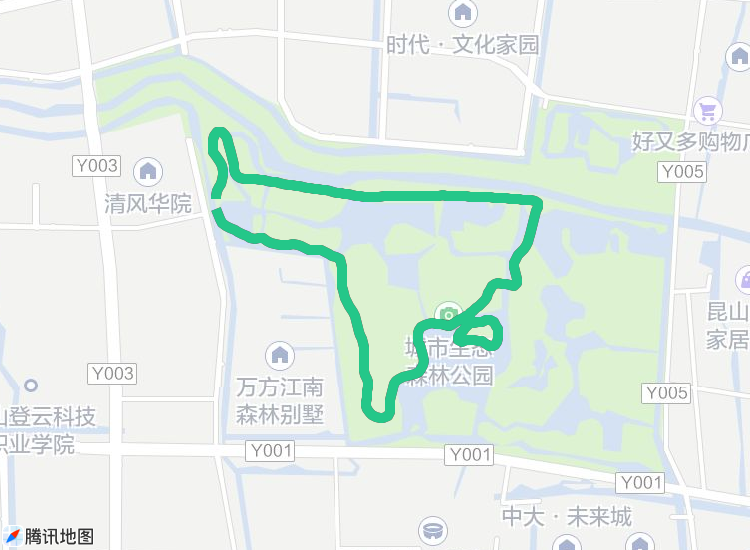 时代·文化家园
好又多购物广
Y003
Y005
清风华院
昆山
家居
城市生态
森林公园
Y003
万方江南
森林别墅
Y005
山登云科技
职业学院
Y001
Y001
Y001
中大·未来城
腾讯地图